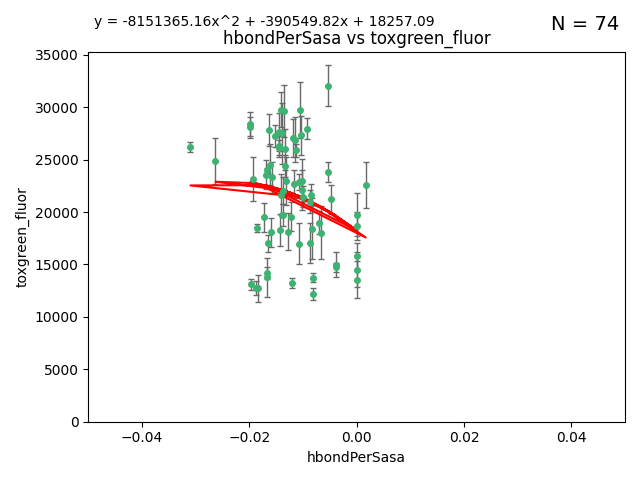 y = -8151365.16x^2 + -390549.82x + 18257.09
N = 74
hbondPerSasa vs toxgreen_fluor
35000
30000
25000
20000
15000
10000
5000
0
toxgreen_fluor
−0.04
−0.02
0.00
0.02
0.04
hbondPerSasa